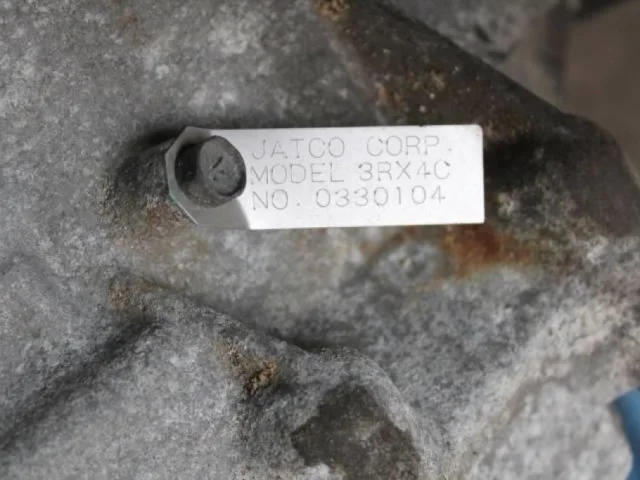 JATCO CORP.
MODEL 3RX4C
NO. 0330104